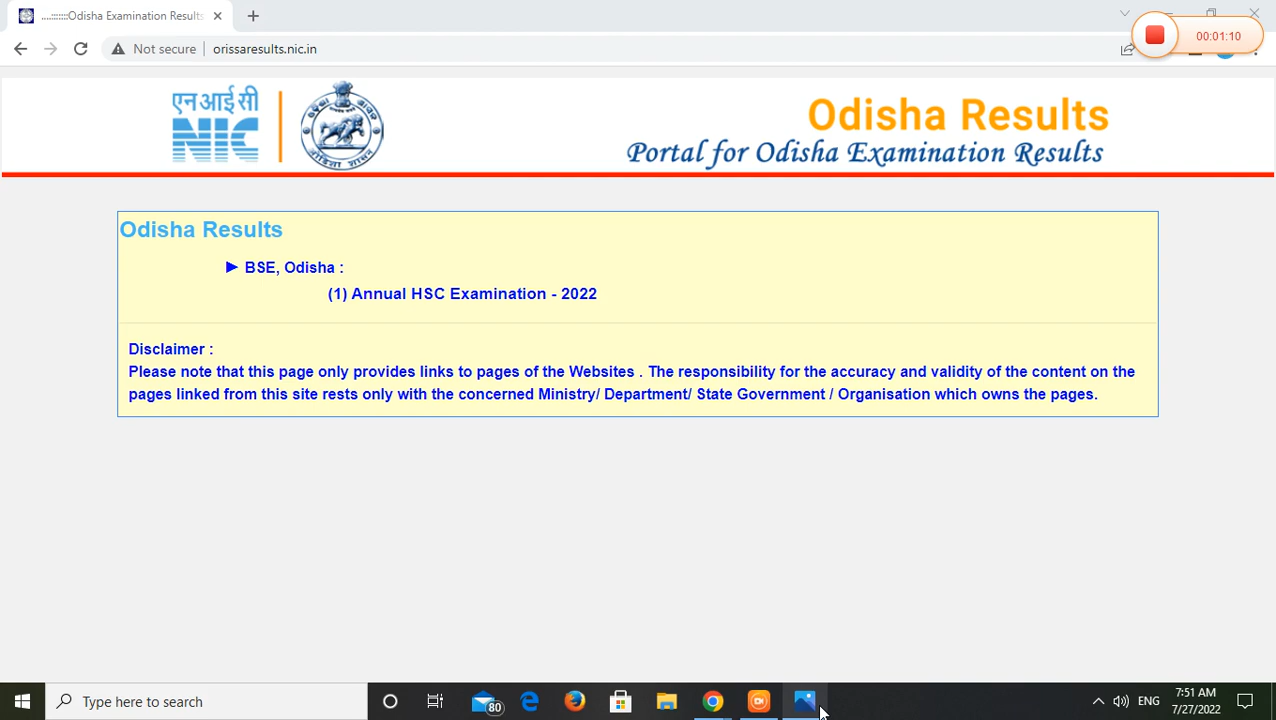 ....:::::::Odisha Examination Results
00:01:10
Not secure
orissaresults.nic.in
एन आई सी
NIC
Odisha Results
Portal for Odisha Examination Results
Odisha Results
► BSE, Odisha :
(1) Annual HSC Examination - 2022
Disclaimer :
Please note that this page only provides links to pages of the Websites . The responsibility for the accuracy and validity of the content on the
pages linked from this site rests only with the concerned Ministry/ Department/ State Government / Organisation which owns the pages.
Type here to search
80
ENG
7:51 AM
7/27/2022